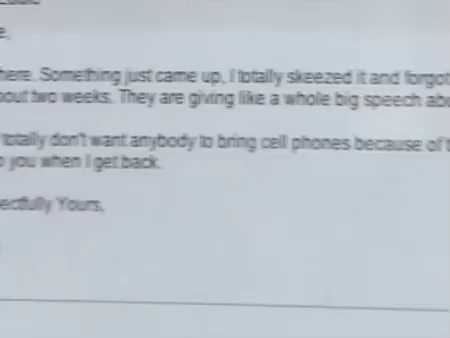 e.
here. Something just came up, I totally skeezed it and forgot
bout two weeks. They are giving like a whole big speech abo
totally don't want anybody to bring cell phones because of t
o you when I get back.
ectfully Yours,